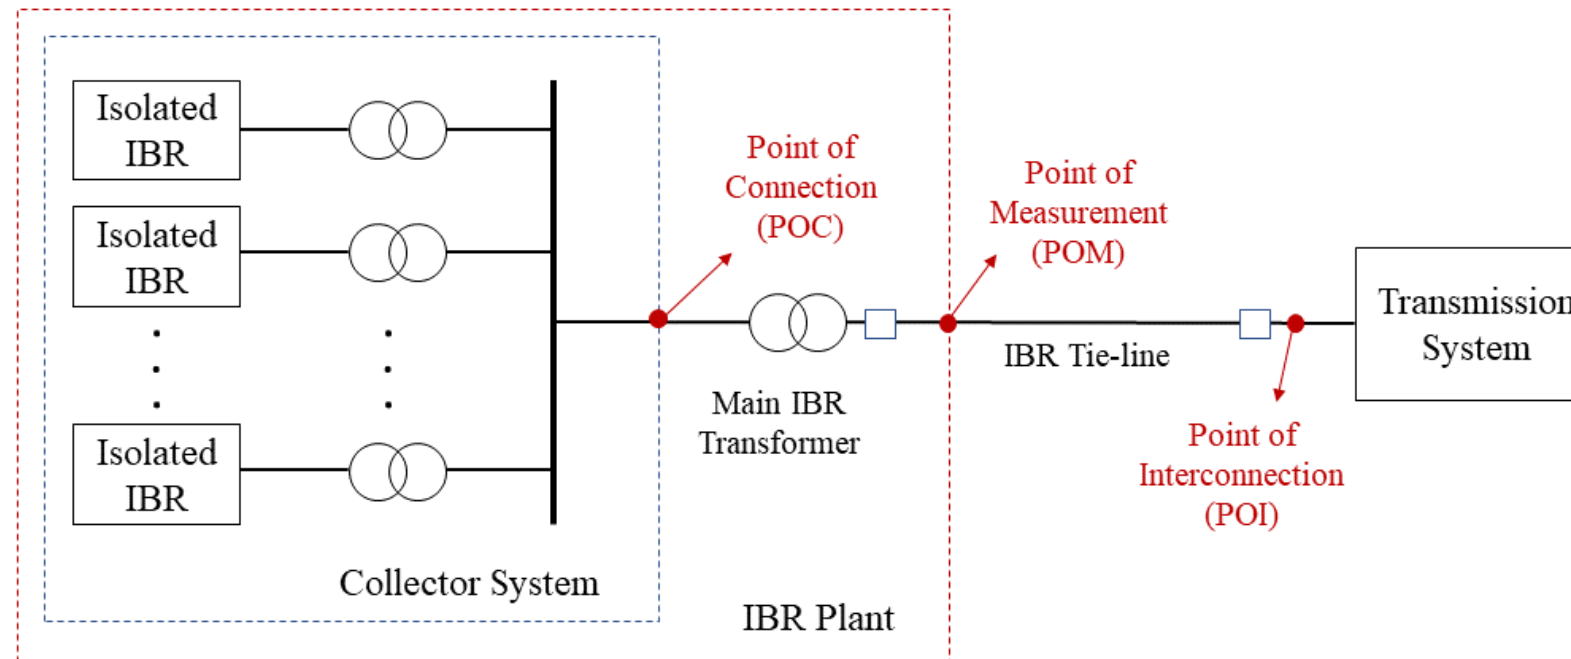 Isolated
IBR
Isolated
IBR
Isolated
IBR
Collector System
Point of
Connection
(POC)
Main IBR
Transformer
IBR Plant
Point of
Measurement
(POM)
IBR Tie-line
Point of
Interconnection
(POI)
Transmission
System